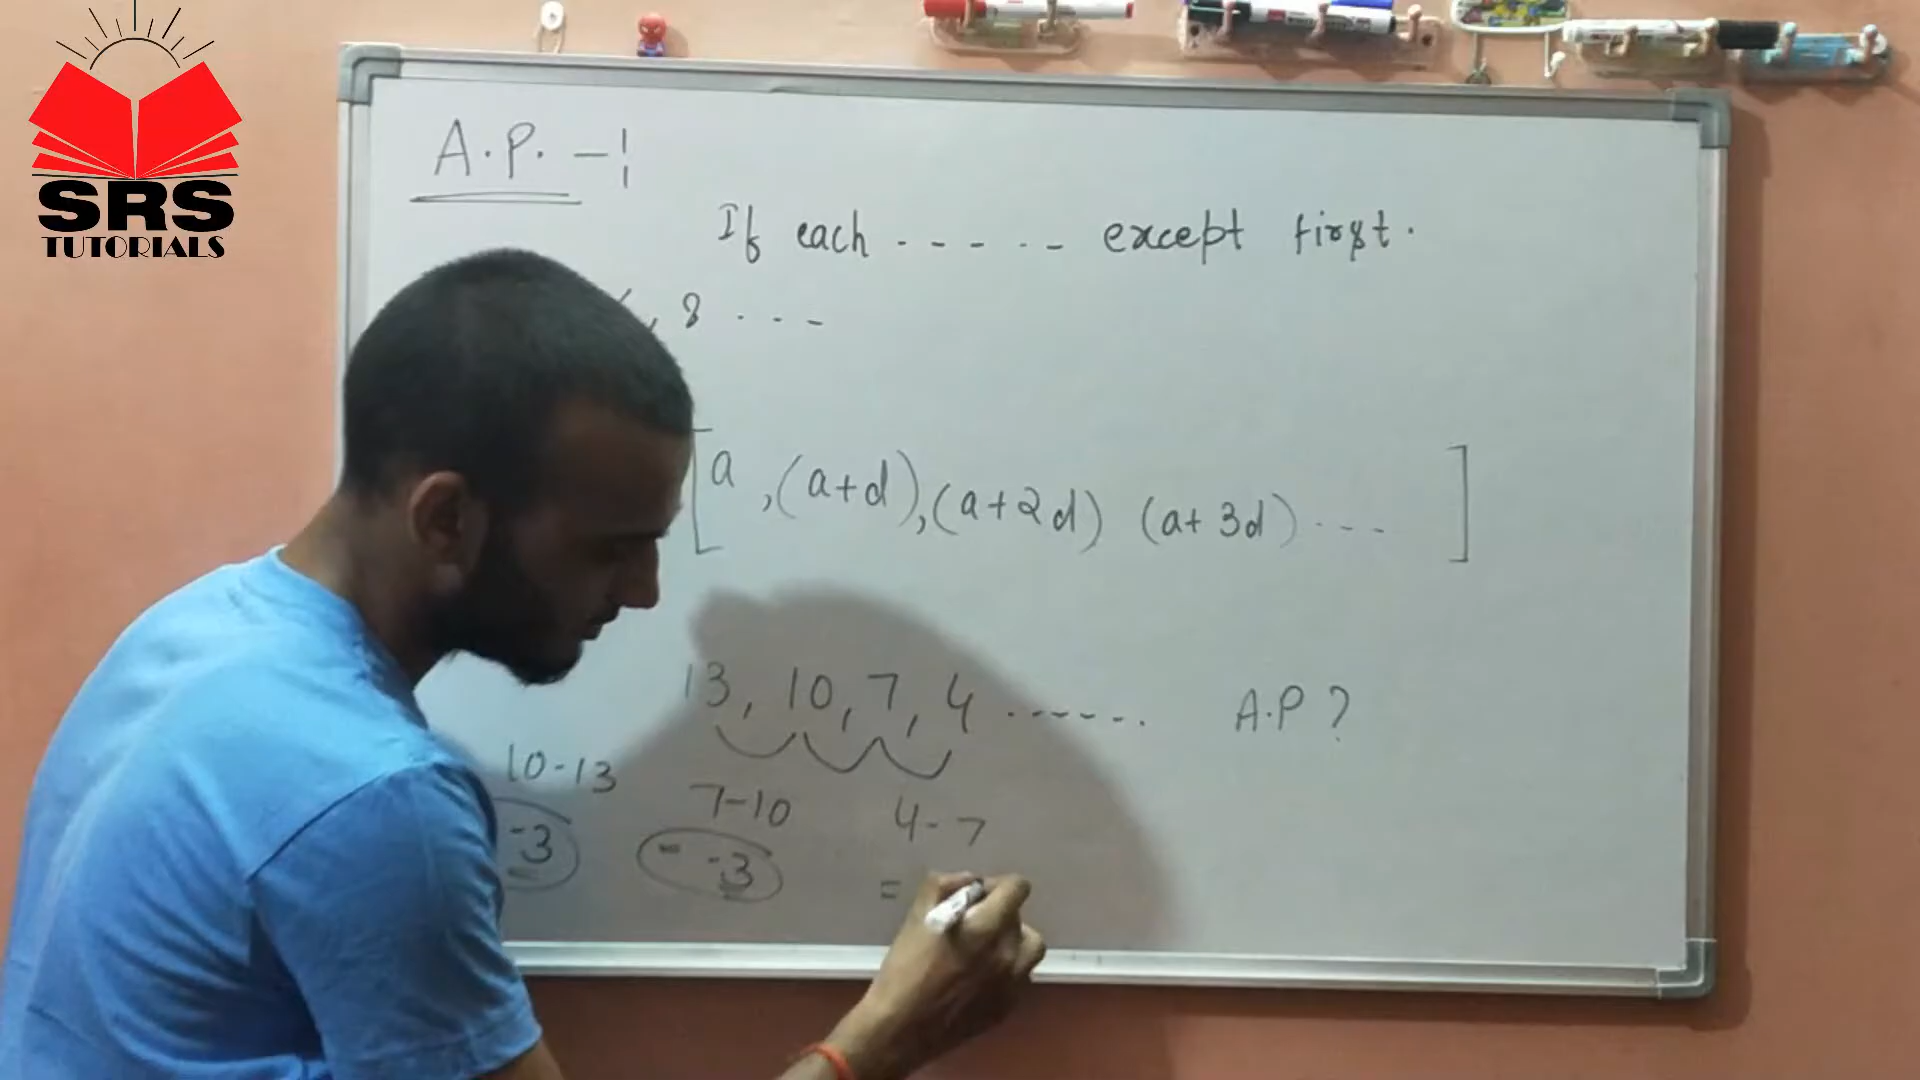 SRS
TUTORIALS
A.P. -:
If each ------ except first.
, 8 ...
[a, (a+d), (a+2d) (a+3d) ... ]
13, 10, 7, 4 ....... A.P?
10-13 7-10 4-7
-3 = -3 =